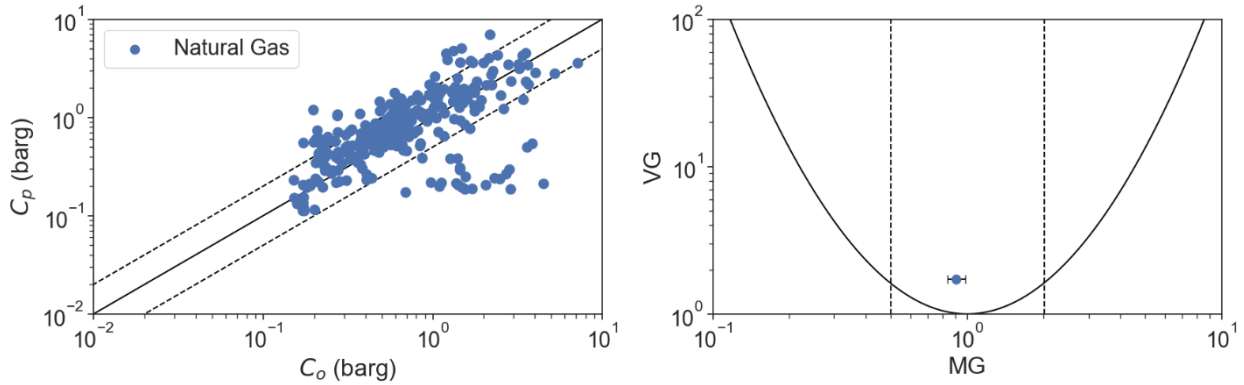 Natural Gas
C_p (barg)
10^1
10^0
10^{-1}
10^{-2}
10^{-2} 10^{-1} 10^0 10^1
C_o (barg)
VG
10^2
10^1
10^0
10^{-1} 10^0 10^1
MG